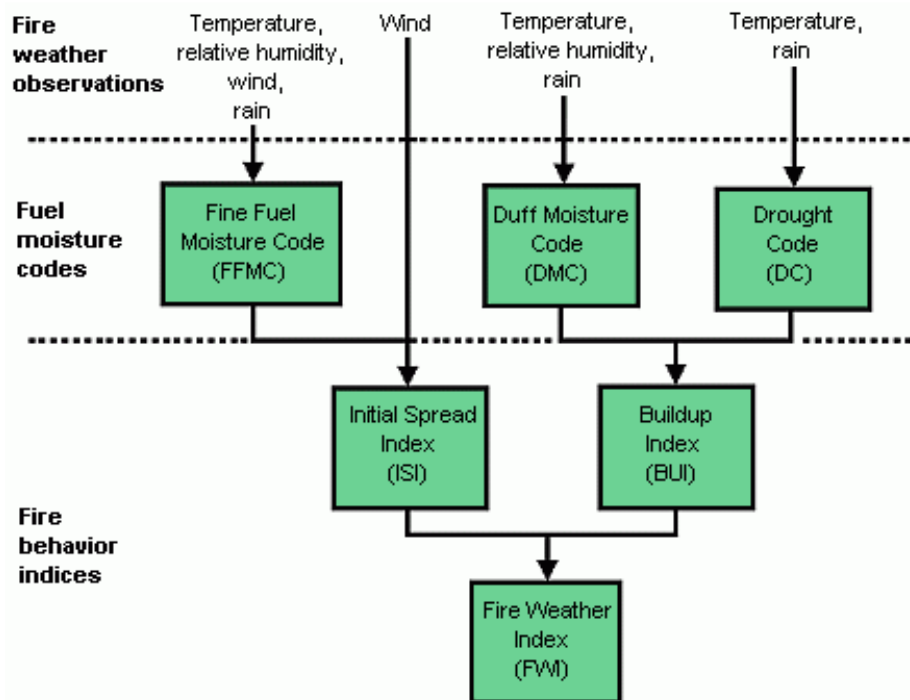 Fire
weather
observations
Temperature,
relative humidity,
wind,
rain
Wind
Temperature,
relative humidity,
rain
Temperature,
rain
Fuel
moisture
codes
Fine Fuel
Moisture Code
(FFMC)
Duff Moisture
Code
(DMC)
Drought
Code
(DC)
Fire
behavior
indices
Initial Spread
Index
(ISI)
Buildup
Index
(BUI)
Fire Weather
Index
(FWI)